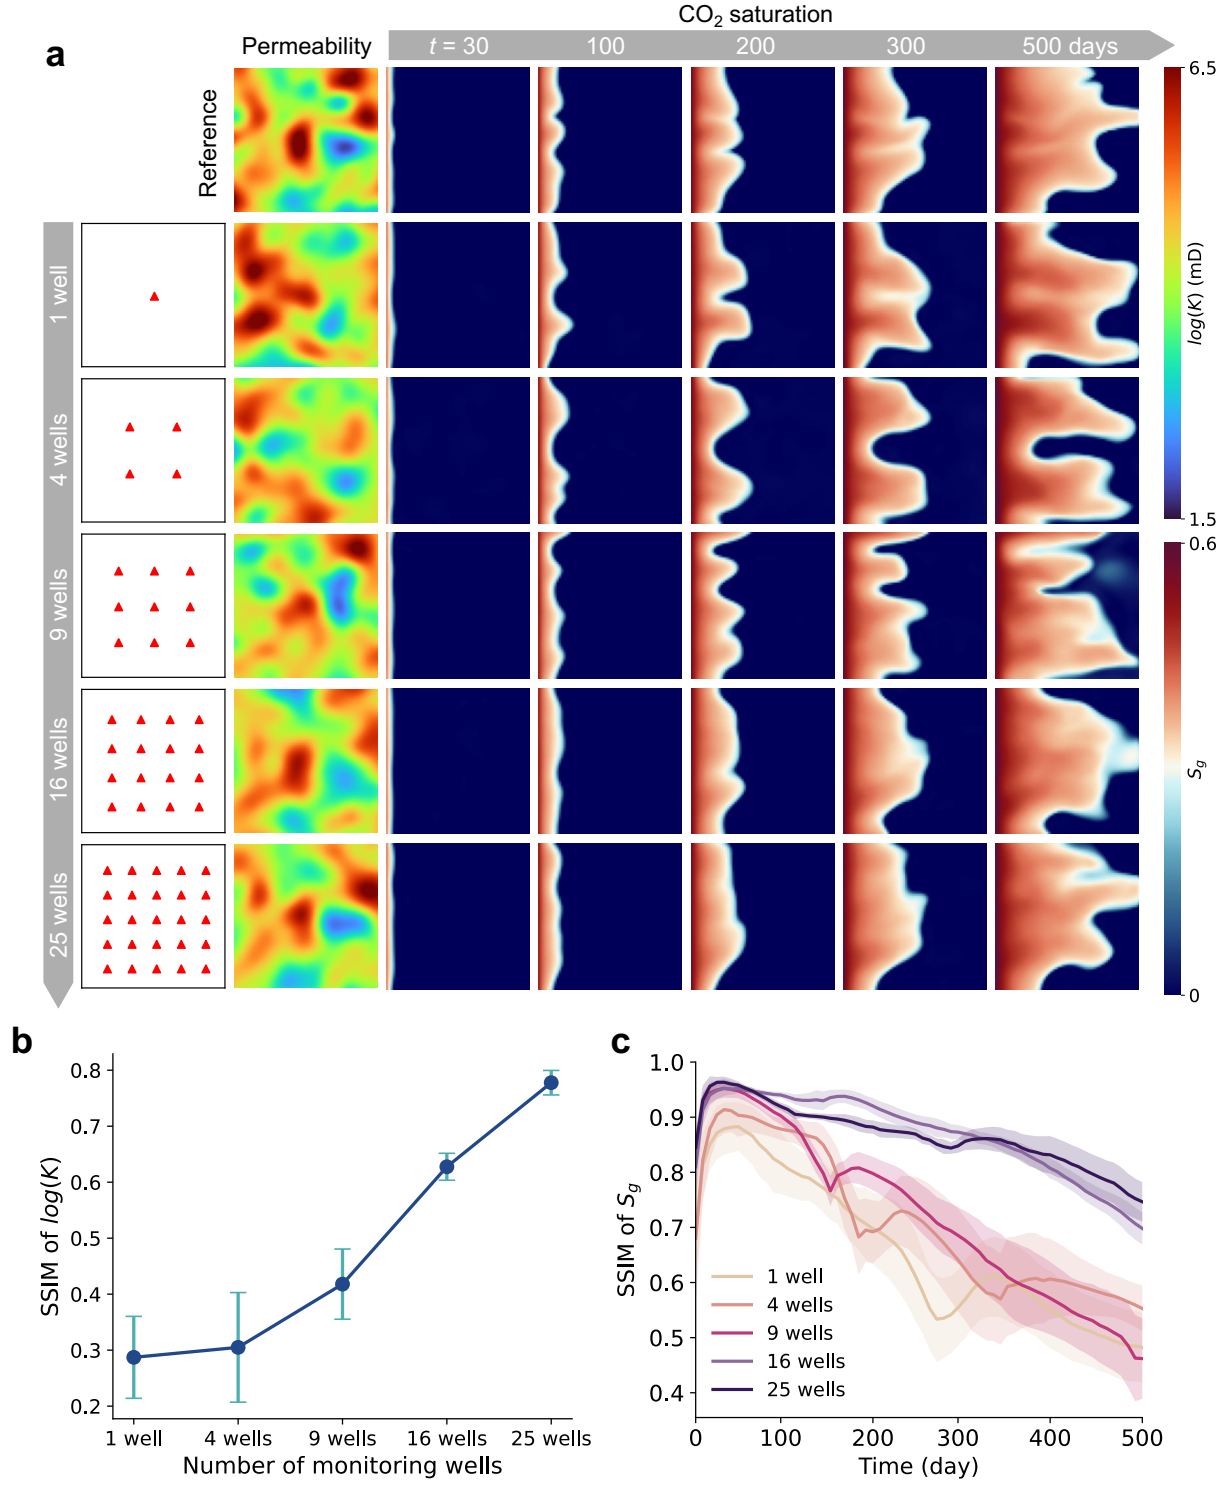 CO₂ saturation
a
Permeability
t = 30
100
200
300
500 days
Reference
1 well
4 wells
9 wells
16 wells
25 wells
6.5
log(K) (mD)
1.5
0.6
S_g
0
b
0.8
0.7
0.6
0.5
0.4
0.3
0.2
SSIM of log(K)
1 well
4 wells
9 wells
16 wells
25 wells
Number of monitoring wells
c
1.0
0.9
0.8
0.7
0.6
0.5
0.4
SSIM of S_g
1 well
4 wells
9 wells
16 wells
25 wells
0
100
200
300
400
500
Time (day)